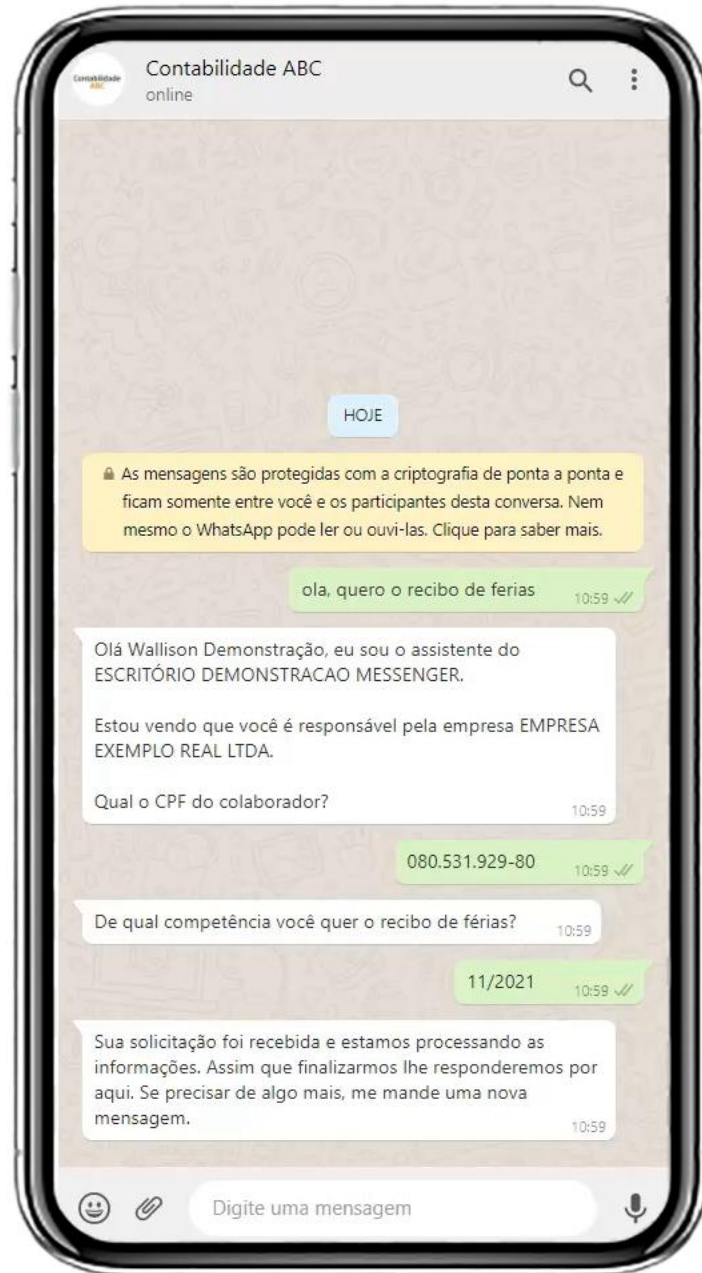 Contabilidade
ABC
Contabilidade ABC
online
HOJE
As mensagens são protegidas com a criptografia de ponta a ponta e
ficam somente entre você e os participantes desta conversa. Nem
mesmo o WhatsApp pode ler ou ouvi-las. Clique para saber mais.
ola, quero o recibo de ferias 10:59
Olá Wallison Demonstração, eu sou o assistente do
ESCRITÓRIO DEMONSTRACAO MESSENGER.
Estou vendo que você é responsável pela empresa EMPRESA
EXEMPLO REAL LTDA.
Qual o CPF do colaborador? 10:59
080.531.929-80 10:59
De qual competência você quer o recibo de férias? 10:59
11/2021 10:59
Sua solicitação foi recebida e estamos processando as
informações. Assim que finalizarmos lhe responderemos por
aqui. Se precisar de algo mais, me mande uma nova
mensagem. 10:59
Digite uma mensagem